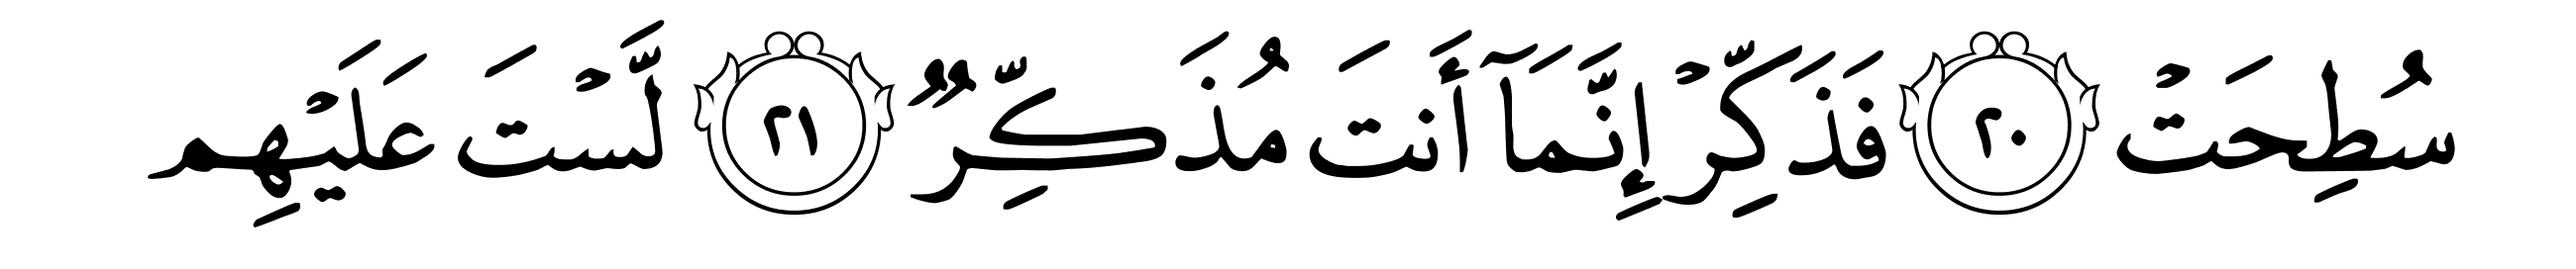 سُطِحَتْ ٢٠ فَذَكِّرْ إِنَّمَآ أَنتَ مُذَكِّرٌ ٢١ لَّسْتَ عَلَيْهِم